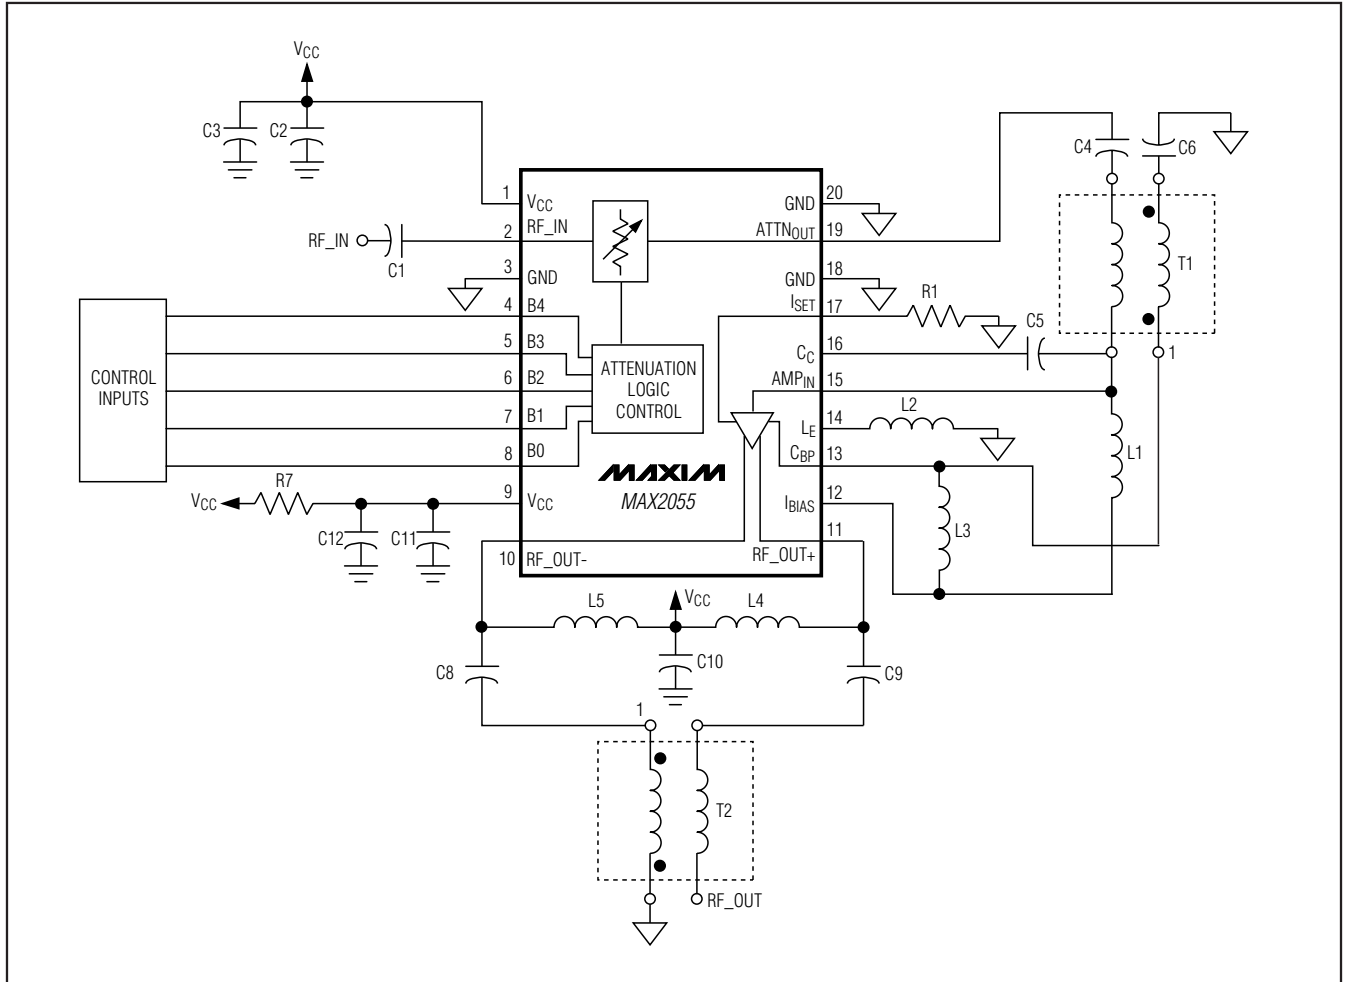 VCC
C3
C2
C4
C6
1
VCC
20
GND
RF_IN
C1
2
RF_IN
ATTNOUT
19
T1
3
GND
GND
18
4
B4
ISET
17
R1
5
B3
CC
16
C5
1
CONTROL
INPUTS
6
B2
ATTENUATION
LOGIC
CONTROL
AMPIN
15
7
B1
LE
14
L2
8
B0
CBP
13
L1
MAXIM
MAX2055
VCC
R7
9
VCC
IBIAS
12
C12
C11
L3
10
RF_OUT-
RF_OUT+
11
L5
VCC
L4
C8
C10
C9
1
T2
RF_OUT